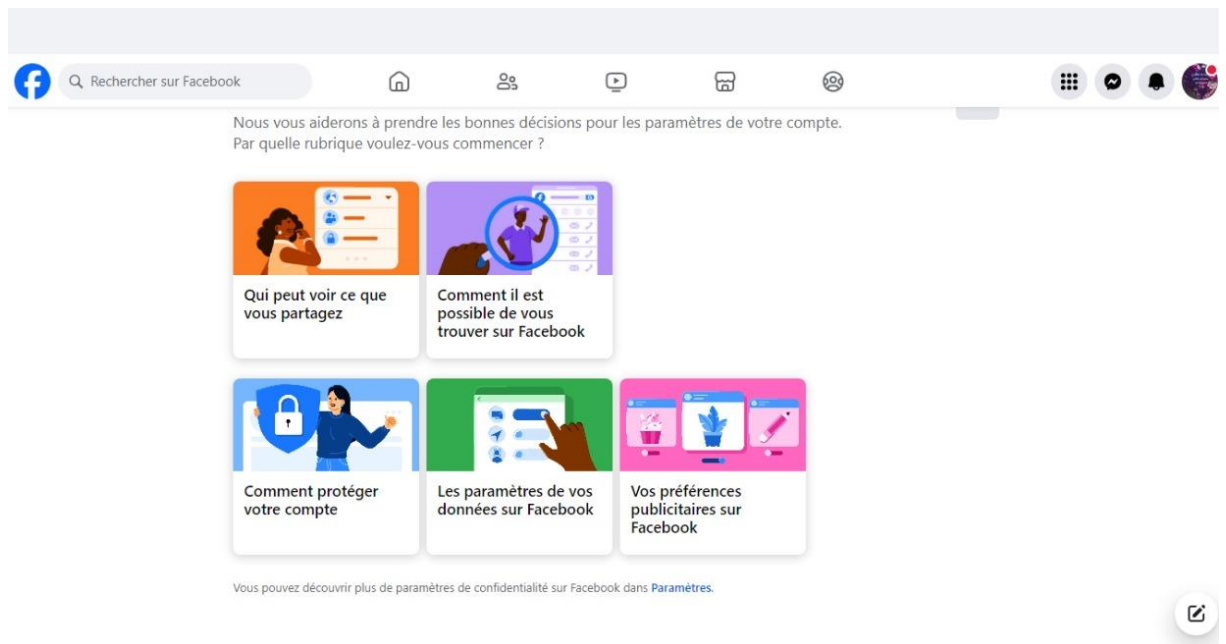 Rechercher sur Facebook
Nous vous aiderons à prendre les bonnes décisions pour les paramètres de votre compte.
Par quelle rubrique voulez-vous commencer ?
Qui peut voir ce que
vous partagez
Comment il est
possible de vous
trouver sur Facebook
Comment protéger
votre compte
Les paramètres de vos
données sur Facebook
Vos préférences
publicitaires sur
Facebook
Vous pouvez découvrir plus de paramètres de confidentialité sur Facebook dans Paramètres.